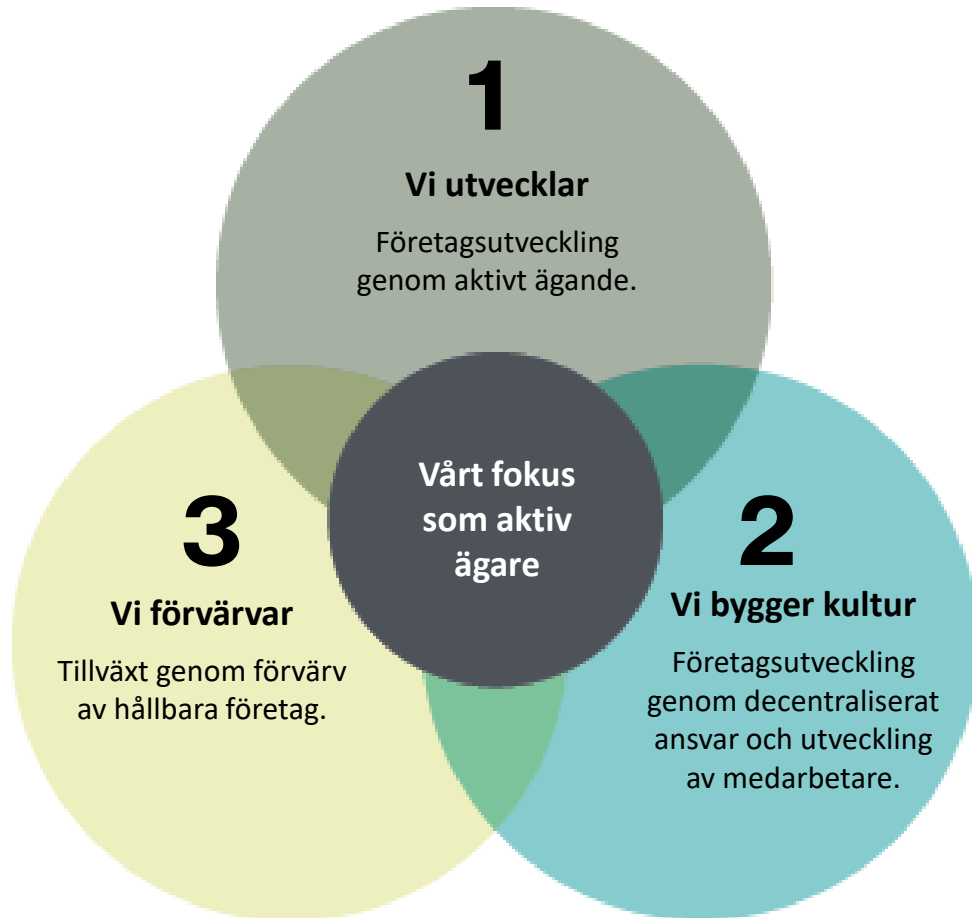 1
Vi utvecklar
Företagsutveckling
genom aktivt ägande.
Vårt fokus
som aktiv
ägare
2
Vi bygger kultur
Företagsutveckling
genom decentraliserat
ansvar och utveckling
av medarbetare.
3
Vi förvärvar
Tillväxt genom förvärv
av hållbara företag.